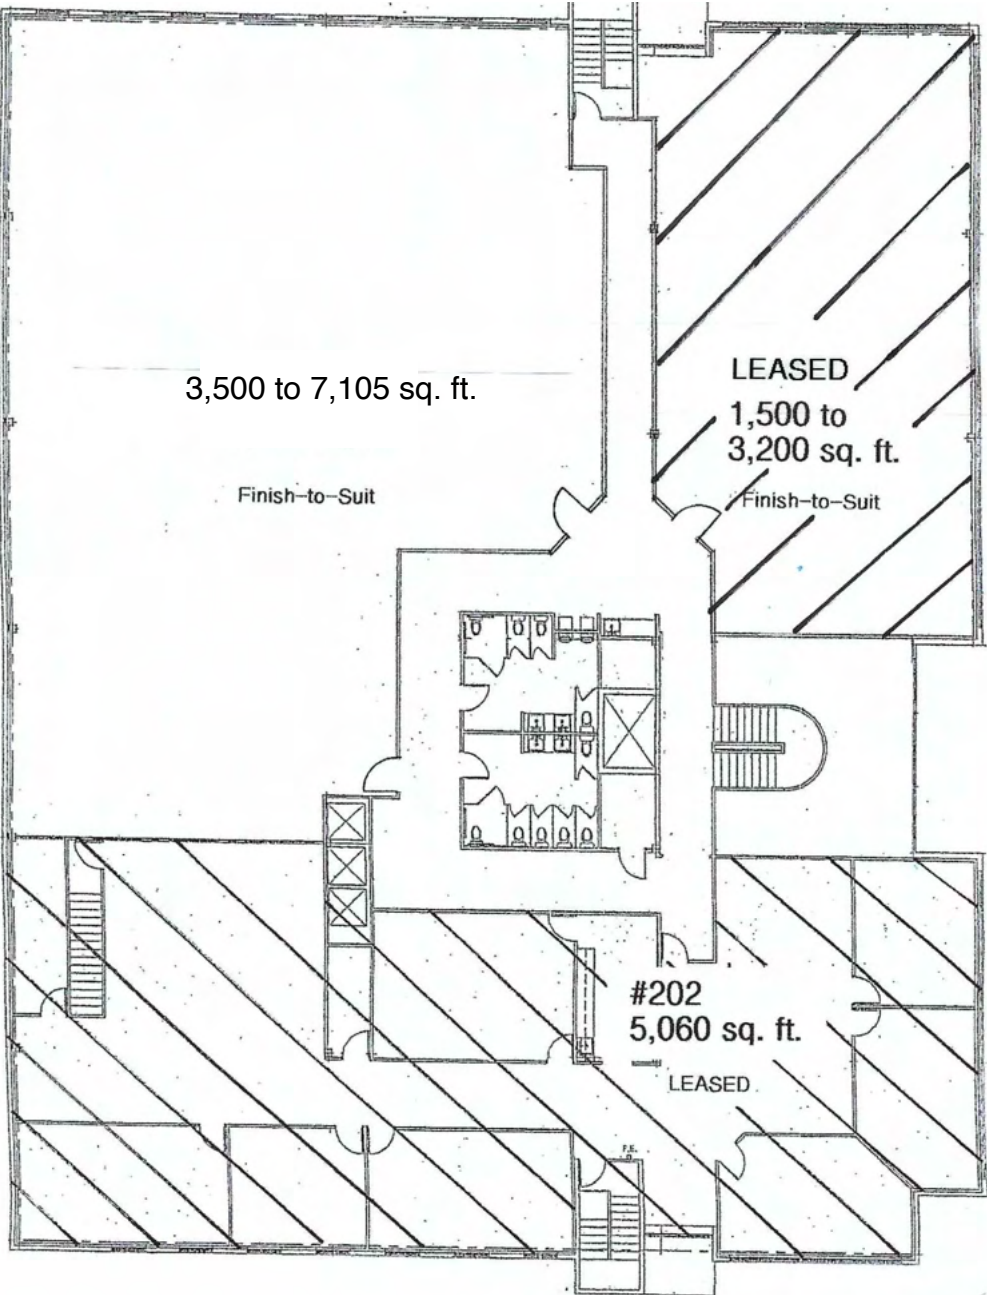 3,500 to 7,105 sq. ft.
Finish-to-Suit
LEASED
1,500 to
3,200 sq. ft.
Finish-to-Suit
#202
5,060 sq. ft.
LEASED
F.E.